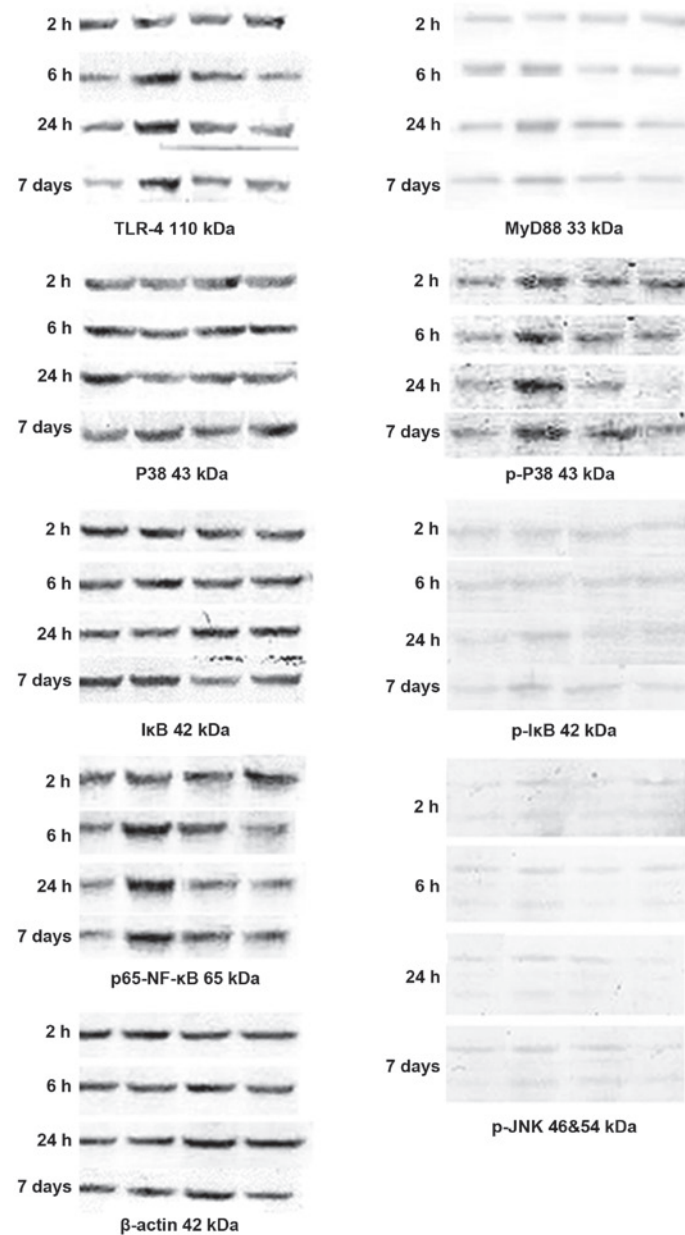 2 h
6 h
24 h
7 days
TLR-4 110 kDa
2 h
6 h
24 h
7 days
MyD88 33 kDa
2 h
6 h
24 h
7 days
P38 43 kDa
2 h
6 h
24 h
7 days
p-P38 43 kDa
2 h
6 h
24 h
7 days
IκB 42 kDa
2 h
6 h
24 h
7 days
p-IκB 42 kDa
2 h
6 h
24 h
7 days
p65-NF-κB 65 kDa
2 h
6 h
24 h
7 days
p-JNK 46&54 kDa
2 h
6 h
24 h
7 days
β-actin 42 kDa